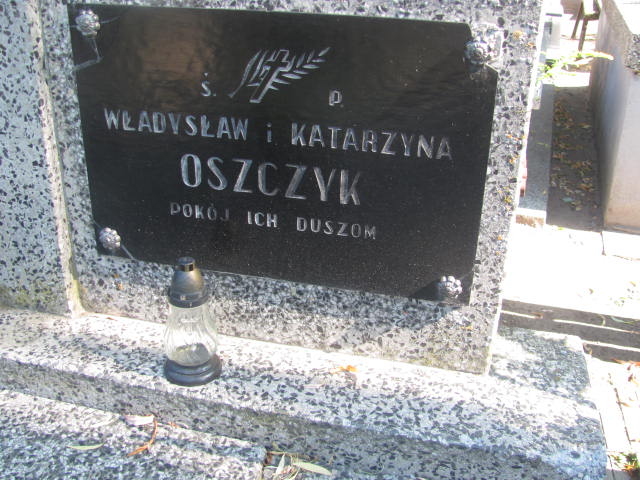 Ś. P.
WŁADYSŁAW i KATARZYNA
OSZCZYK
POKÓJ ICH DUSZOM